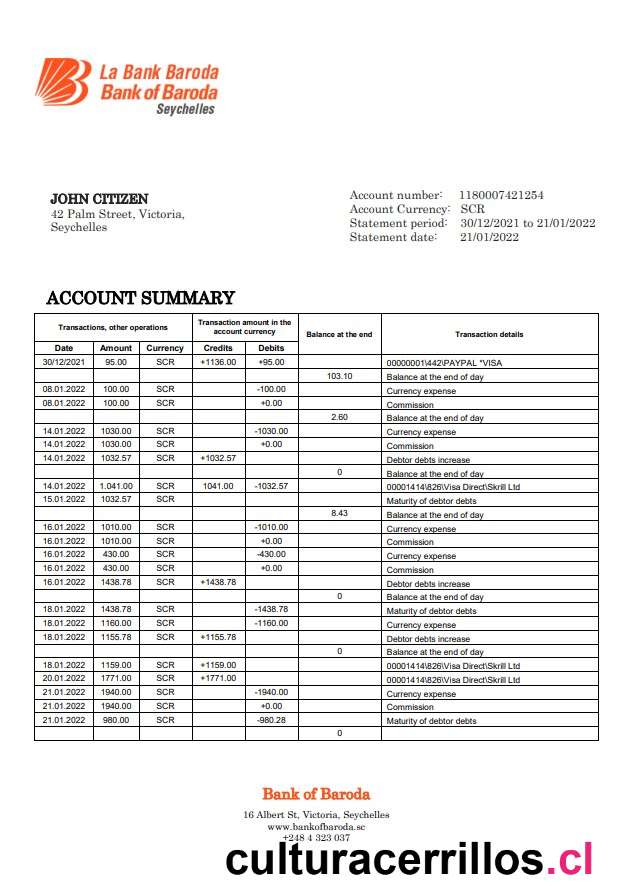 La Bank Baroda
Bank of Baroda
Seychelles
JOHN CITIZEN
42 Palm Street, Victoria,
Seychelles
Account number: 1180007421254
Account Currency: SCR
Statement period: 30/12/2021 to 21/01/2022
Statement date: 21/01/2022
ACCOUNT SUMMARY
Transactions, other operations Transaction amount in the account currency Balance at the end Transaction details
Date Amount Currency Credits Debits
30/12/2021 95.00 SCR +1136.00 +95.00 00000001\442\PAYPAL *VISA
103.10 Balance at the end of day
08.01.2022 100.00 SCR -100.00 Currency expense
08.01.2022 100.00 SCR +0.00 Commission
2.60 Balance at the end of day
14.01.2022 1030.00 SCR -1030.00 Currency expense
14.01.2022 1030.00 SCR +0.00 Commission
14.01.2022 1032.57 SCR +1032.57 Debtor debts increase
0 Balance at the end of day
14.01.2022 1.041.00 SCR 1041.00 -1032.57 00001414\826\Visa Direct\Skrill Ltd
15.01.2022 1032.57 SCR Maturity of debtor debts
8.43 Balance at the end of day
16.01.2022 1010.00 SCR -1010.00 Currency expense
16.01.2022 1010.00 SCR +0.00 Commission
16.01.2022 430.00 SCR -430.00 Currency expense
16.01.2022 430.00 SCR +0.00 Commission
16.01.2022 1438.78 SCR +1438.78 Debtor debts increase
0 Balance at the end of day
18.01.2022 1438.78 SCR -1438.78 Maturity of debtor debts
18.01.2022 1160.00 SCR -1160.00 Currency expense
18.01.2022 1155.78 SCR +1155.78 Debtor debts increase
0 Balance at the end of day
18.01.2022 1159.00 SCR +1159.00 00001414\826\Visa Direct\Skrill Ltd
20.01.2022 1771.00 SCR +1771.00 00001414\826\Visa Direct\Skrill Ltd
21.01.2022 1940.00 SCR -1940.00 Currency expense
21.01.2022 1940.00 SCR +0.00 Commission
21.01.2022 980.00 SCR -980.28 Maturity of debtor debts
0
Bank of Baroda
16 Albert St, Victoria, Seychelles
www.bankofbaroda.sc
+248 4 323 037
culturacerrillos.cl